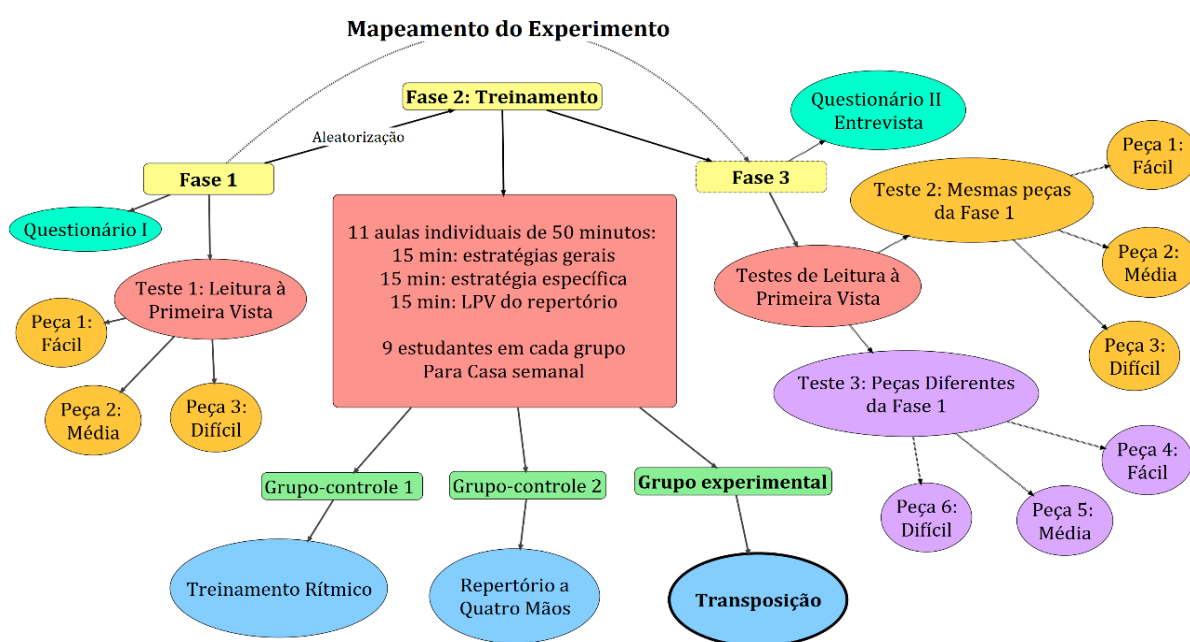 Mapeamento do Experimento
Fase 2: Treinamento
Aleatorização
Fase 1
Questionário I
Teste 1: Leitura à
Primeira Vista
Peça 1:
Fácil
Peça 2:
Média
Peça 3:
Difícil
11 aulas individuais de 50 minutos:
15 min: estratégias gerais
15 min: estratégia específica
15 min: LPV do repertório
9 estudantes em cada grupo
Para Casa semanal
Grupo-controle 1
Grupo-controle 2
Grupo experimental
Treinamento Rítmico
Repertório a
Quatro Mãos
Transposição
Fase 3
Questionário II
Entrevista
Testes de Leitura à
Primeira Vista
Teste 2: Mesmas peças
da Fase 1
Peça 1:
Fácil
Peça 2:
Média
Peça 3:
Difícil
Teste 3: Peças Diferentes
da Fase 1
Peça 4:
Fácil
Peça 5:
Média
Peça 6:
Difícil